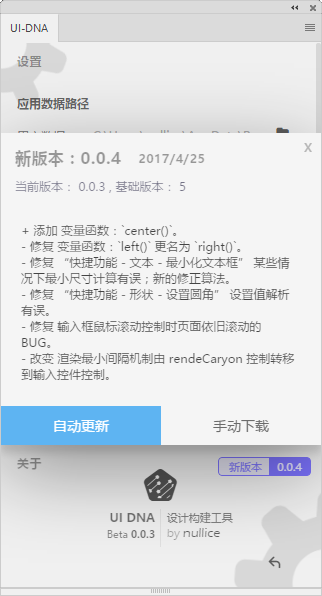 UI-DNA
设置
应用数据路径
新版本：0.0.4 2017/4/25
X
当前版本： 0.0.3 , 基础版本： 5
+ 添加 变量函数：`center()`。
- 修复 变量函数：`left()` 更名为 `right()`。
- 修复 “快捷功能 - 文本 - 最小化文本框” 某些情
况下最小尺寸计算有误；新的修正算法。
- 修复 “快捷功能 - 形状 - 设置圆角” 设置值解析
有误。
- 修复 输入框鼠标滚动控制时页面依旧滚动的
BUG。
- 改变 渲染最小间隔机制由 rendeCaryon 控制转移
到输入控件控制。
自动更新 手动下载
关于
新版本 0.0.4
UI DNA 设计构建工具
Beta 0.0.3 by nullice